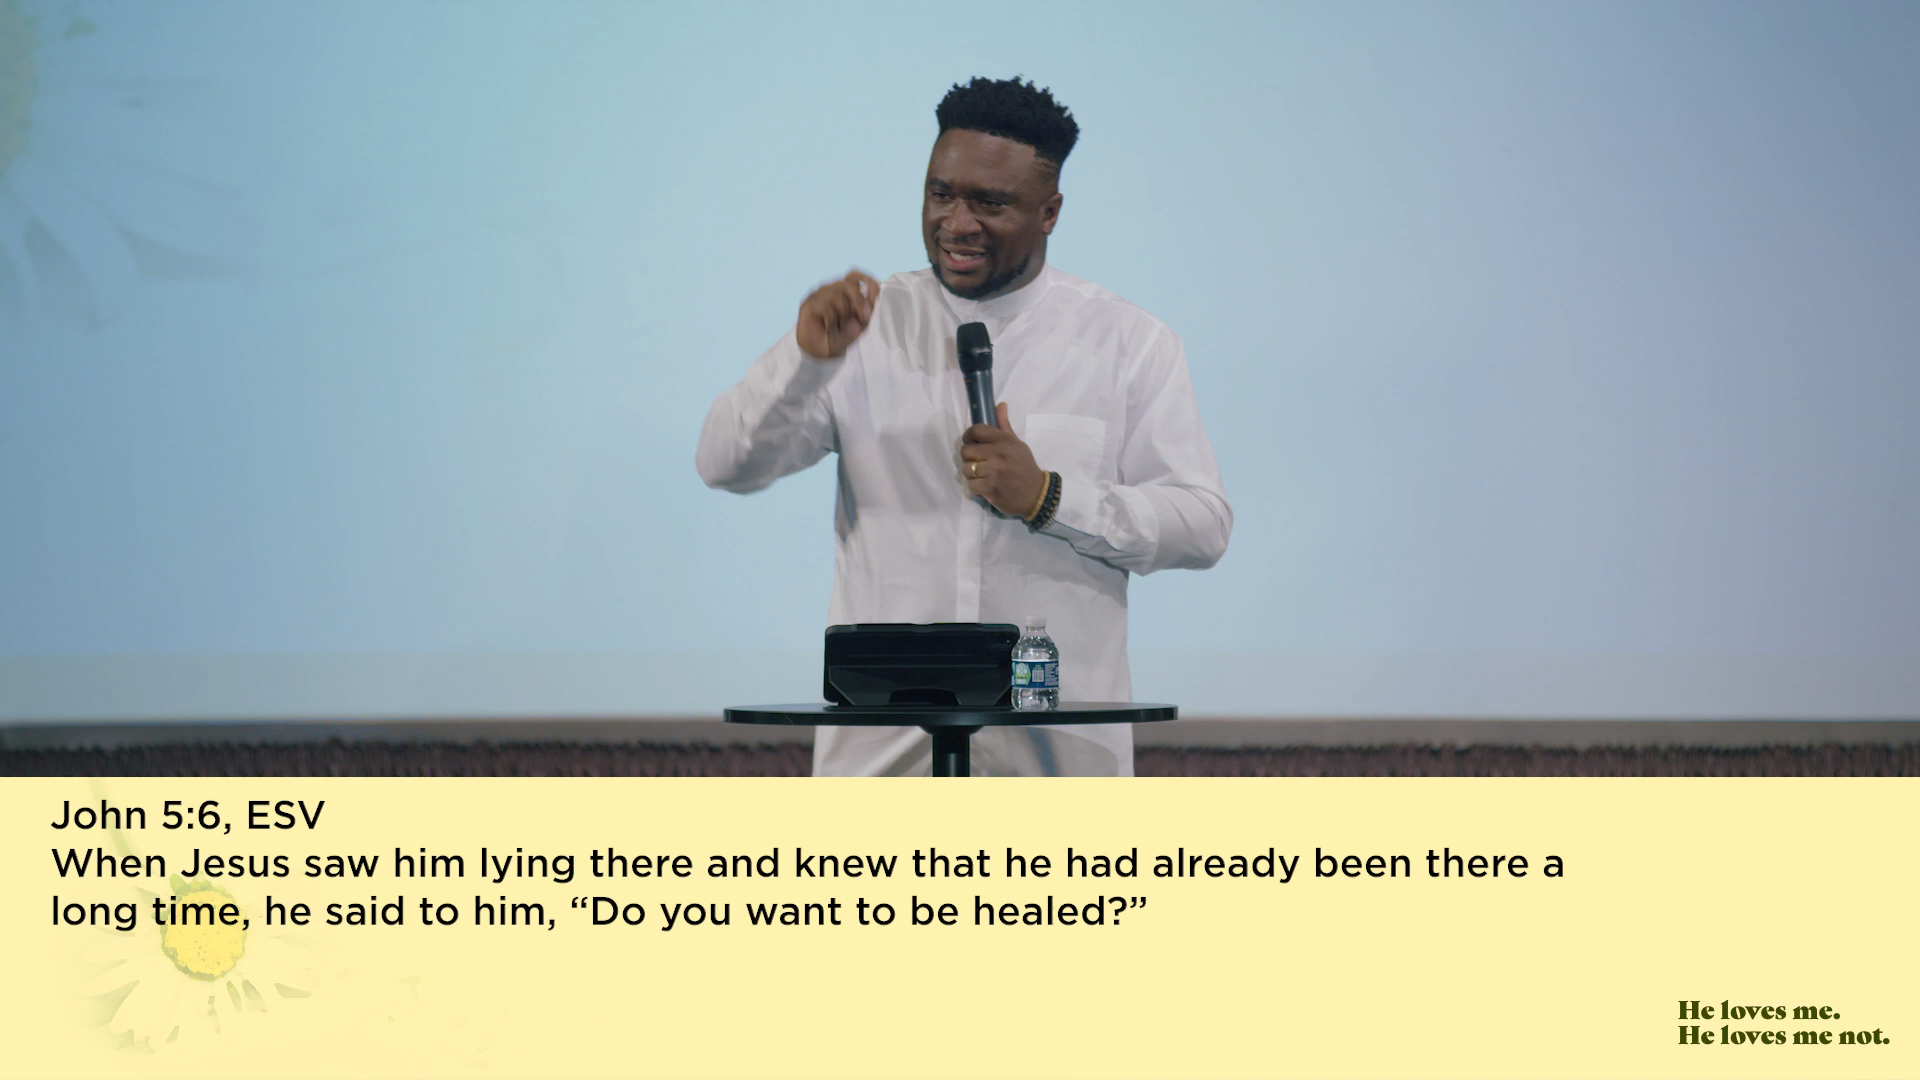 John 5:6, ESV
When Jesus saw him lying there and knew that he had already been there a
long time, he said to him, “Do you want to be healed?”
He loves me.
He loves me not.